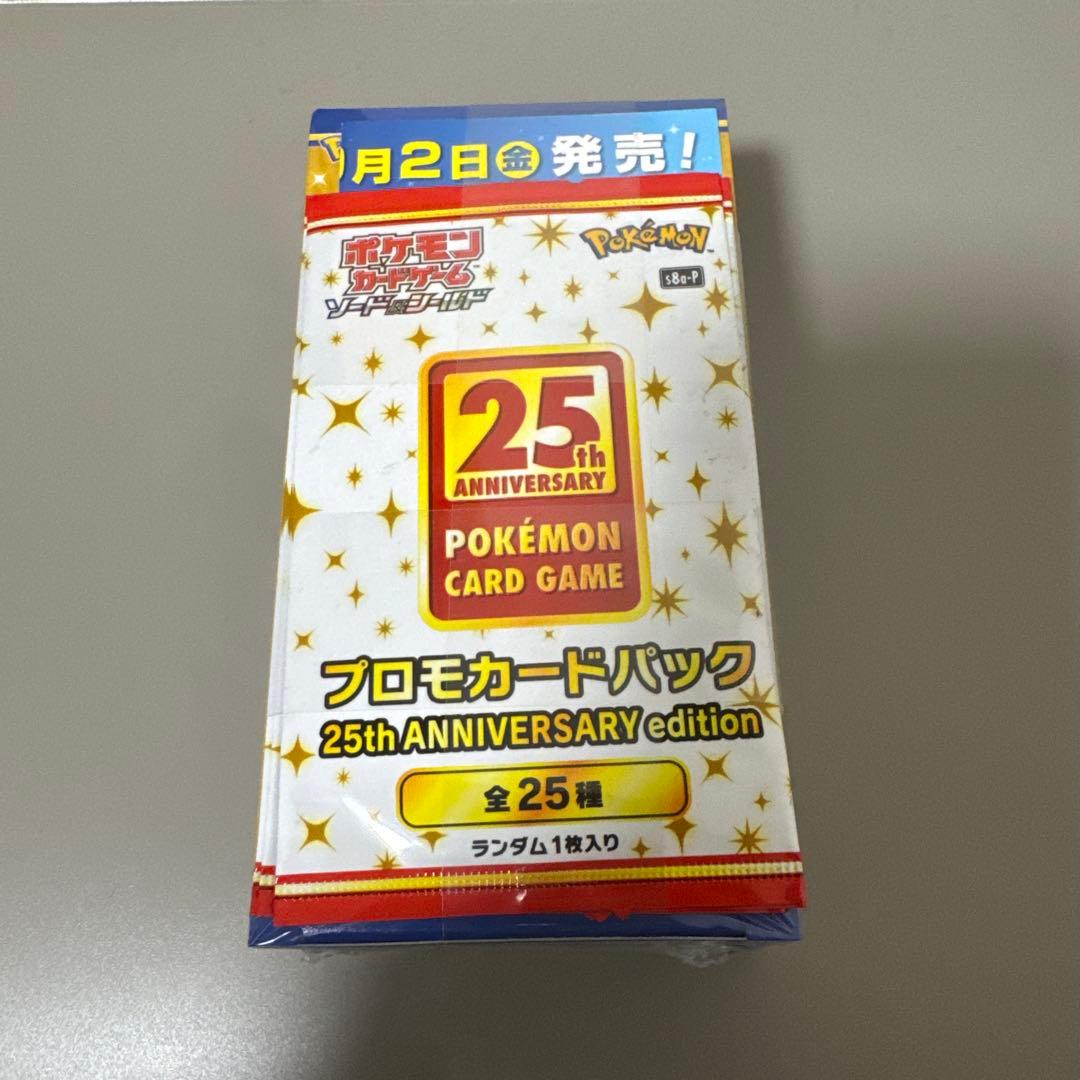 月2日金発売!
ポケモン
カードゲーム
ソード&シールド
POKéMON
s8a-P
25th
ANNIVERSARY
POKÉMON
CARD GAME
プロモカードパック
25th ANNIVERSARY edition
全25種
ランダム1枚入り